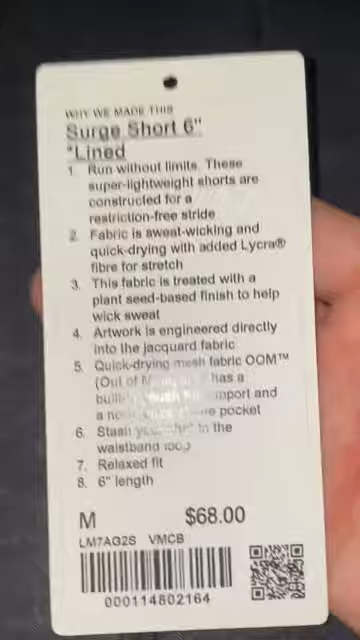 WHY WE MADE THIS
Surge Short 6"
*Lined
1. Run without limits. These
super-lightweight shorts are
constructed for a
restriction-free stride
2. Fabric is sweat-wicking and
quick-drying with added Lycra®
fibre for stretch
3. This fabric is treated with a
plant seed-based finish to help
wick sweat
4. Artwork is engineered directly
into the jacquard fabric
5. Quick-drying mesh fabric OOM™
(Out of has a
and
a pocket
6. Stash in the
waistband loop
7. Relaxed fit
8. 6" length
M $68.00
LM7AG2S VMCB
000114802164